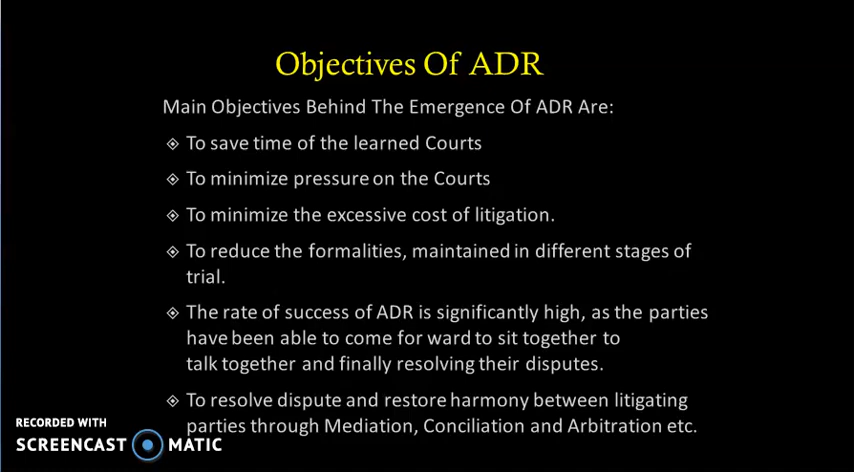 Objectives Of ADR
Main Objectives Behind The Emergence Of ADR Are:
To save time of the learned Courts
To minimize pressure on the Courts
To minimize the excessive cost of litigation.
To reduce the formalities, maintained in different stages of
trial.
The rate of success of ADR is significantly high, as the parties
have been able to come for ward to sit together to
talk together and finally resolving their disputes.
To resolve dispute and restore harmony between litigating
parties through Mediation, Conciliation and Arbitration etc.
RECORDED WITH
SCREENCAST MATIC